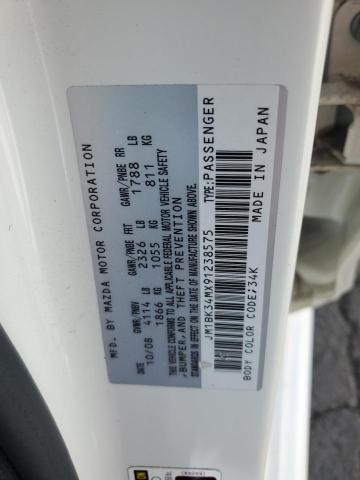 MFD. BY MAZDA MOTOR CORPORATION
GVWR/PNBV GAWR/PNBE FRT GAWR/PNBE RR
10/08 4114 LB 2326 LB 1788 LB
1866 KG 1055 KG 811 KG
THIS VEHICLE CONFORMS TO ALL APPLICABLE FEDERAL MOTOR VEHICLE SAFETY
, BUMPER, AND THEFT PREVENTION
STANDARDS IN EFFECT ON THE DATE OF MANUFACTURE SHOWN ABOVE.
JM1BK34MX91238575 TYPE:PASSENGER
MADE IN JAPAN
BODY COLOR CODE:34K